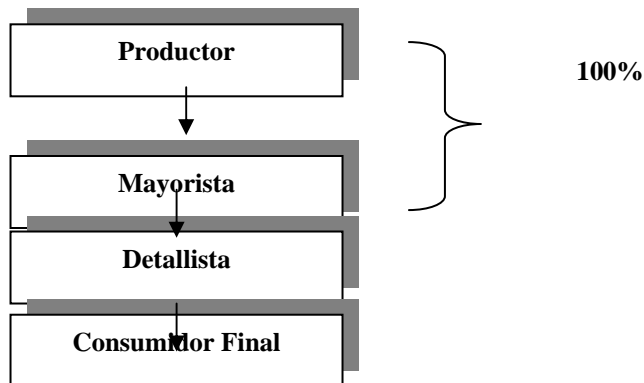 Productor
100%
Mayorista
Detallista
Consumidor Final